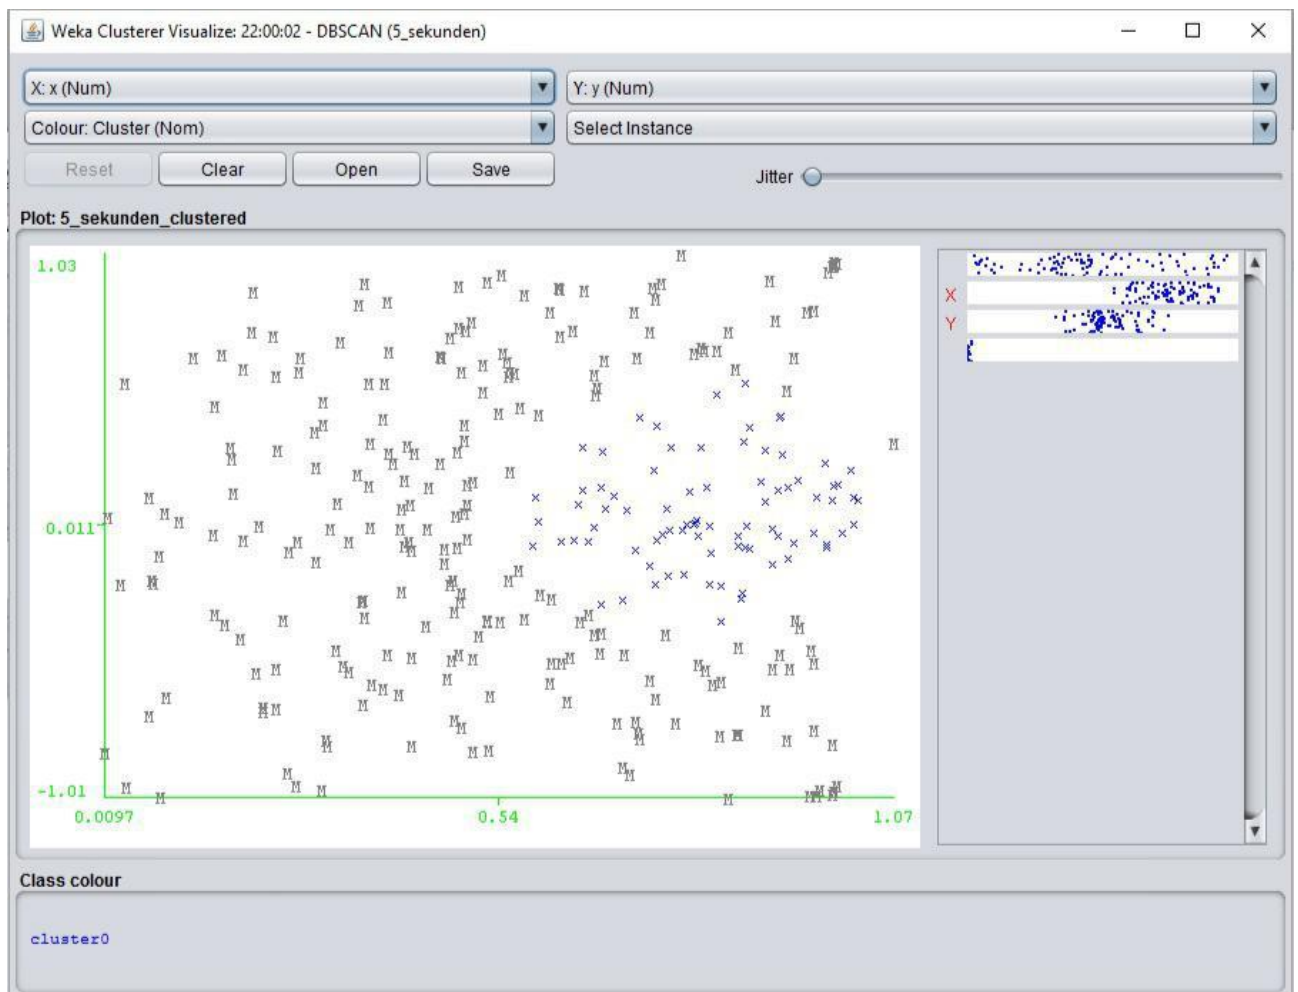 Weka Clusterer Visualize: 22:00:02 - DBSCAN (5_sekunden)
X: x (Num) Y: y (Num)
Colour: Cluster (Nom) Select Instance
Reset Clear Open Save Jitter
Plot: 5_sekunden_clustered
1.03
X
Y
0.011
-1.01
0.0097 0.54 1.07
Class colour
cluster0